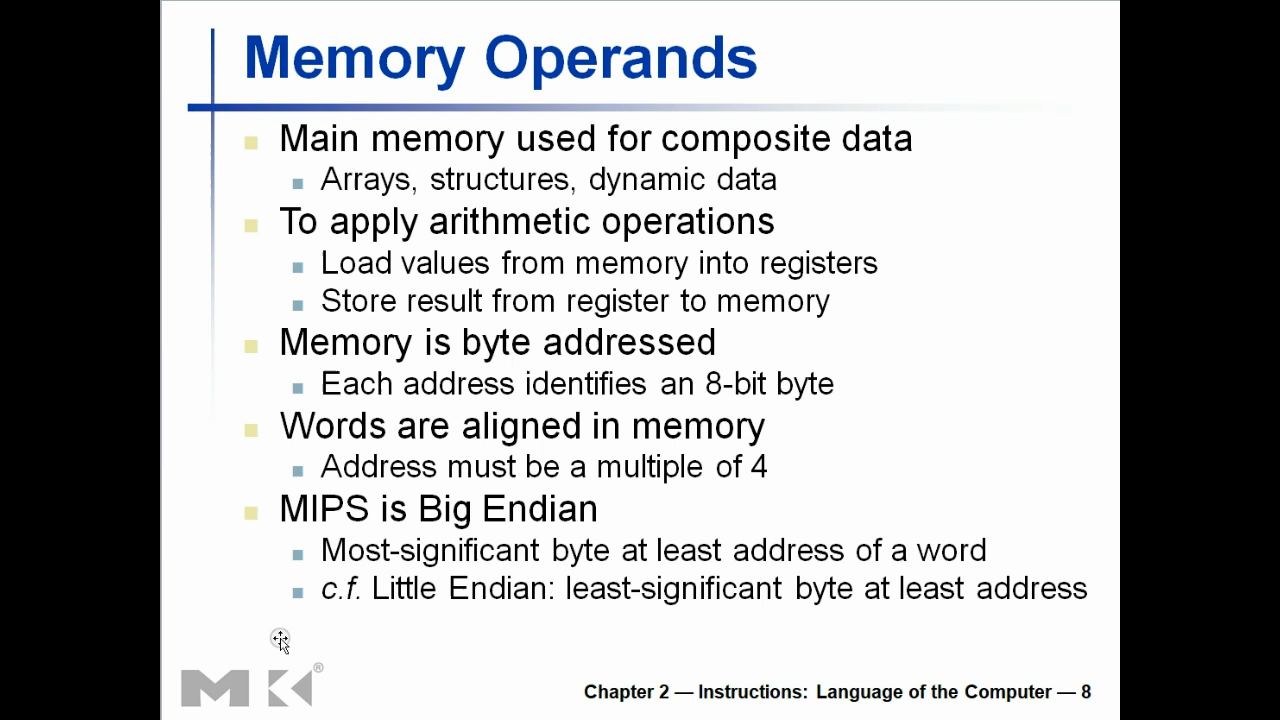 Memory Operands
Main memory used for composite data
Arrays, structures, dynamic data
To apply arithmetic operations
Load values from memory into registers
Store result from register to memory
Memory is byte addressed
Each address identifies an 8-bit byte
Words are aligned in memory
Address must be a multiple of 4
MIPS is Big Endian
Most-significant byte at least address of a word
c.f. Little Endian: least-significant byte at least address
MK®
Chapter 2 — Instructions: Language of the Computer — 8